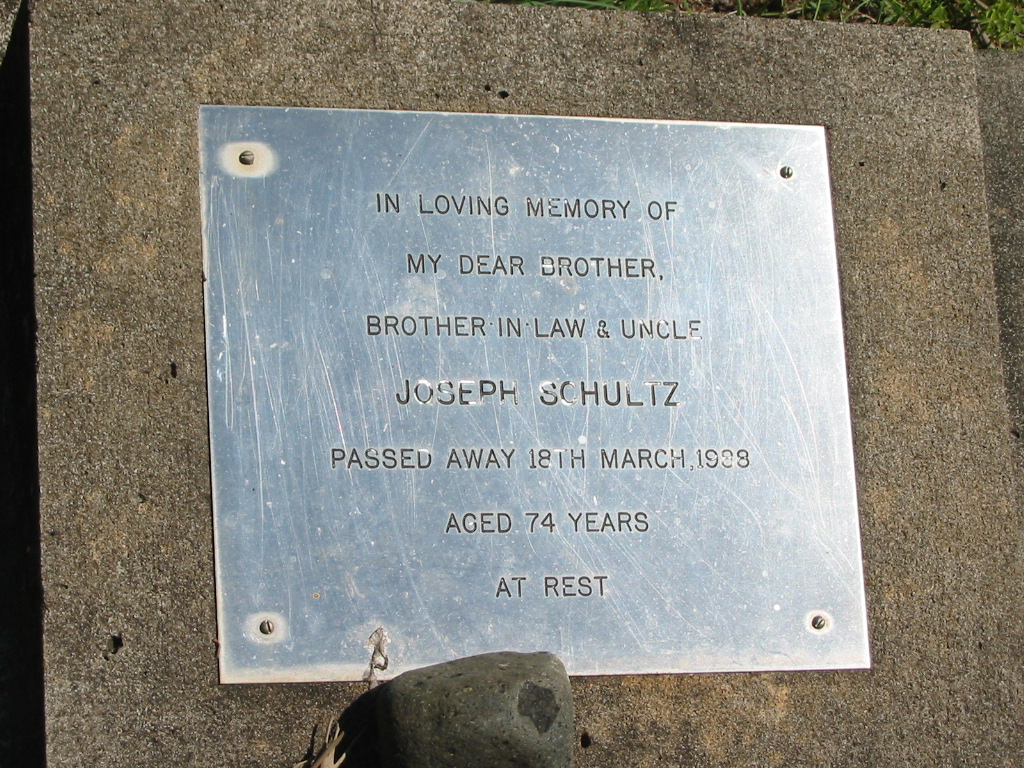 IN LOVING MEMORY OF
MY DEAR BROTHER,
BROTHER-IN-LAW & UNCLE
JOSEPH SCHULTZ
PASSED AWAY 18TH MARCH, 1988
AGED 74 YEARS
AT REST